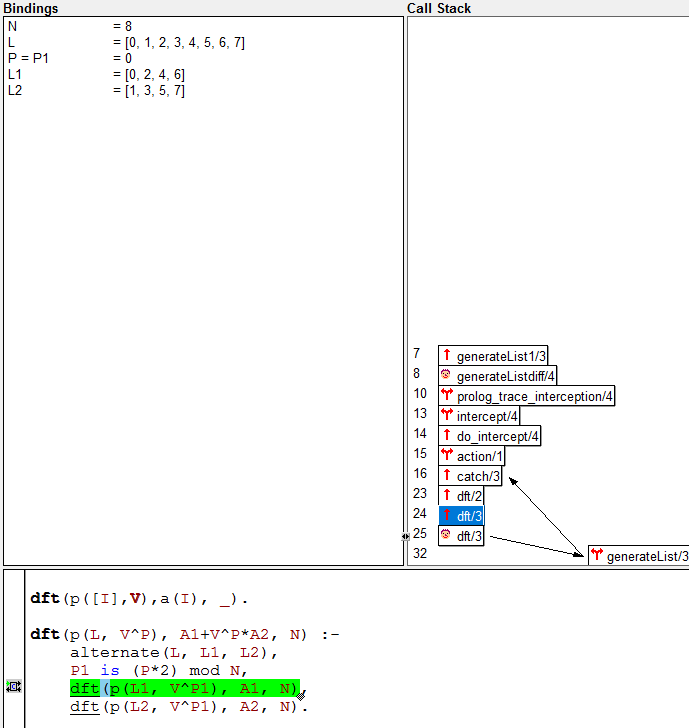 Bindings
N = 8
L = [0, 1, 2, 3, 4, 5, 6, 7]
P = P1 = 0
L1 = [0, 2, 4, 6]
L2 = [1, 3, 5, 7]
Call Stack
7 generateList1/3
8 generateListdiff/4
10 prolog_trace_interception/4
13 intercept/4
14 do_intercept/4
15 action/1
16 catch/3
23 dft/2
24 dft/3
25 dft/3
32 generateList/3
dft(p([I],V),a(I), _).
dft(p(L, V^P), A1+V^P*A2, N) :-
alternate(L, L1, L2),
P1 is (P*2) mod N,
dft(p(L1, V^P1), A1, N),
dft(p(L2, V^P1), A2, N).